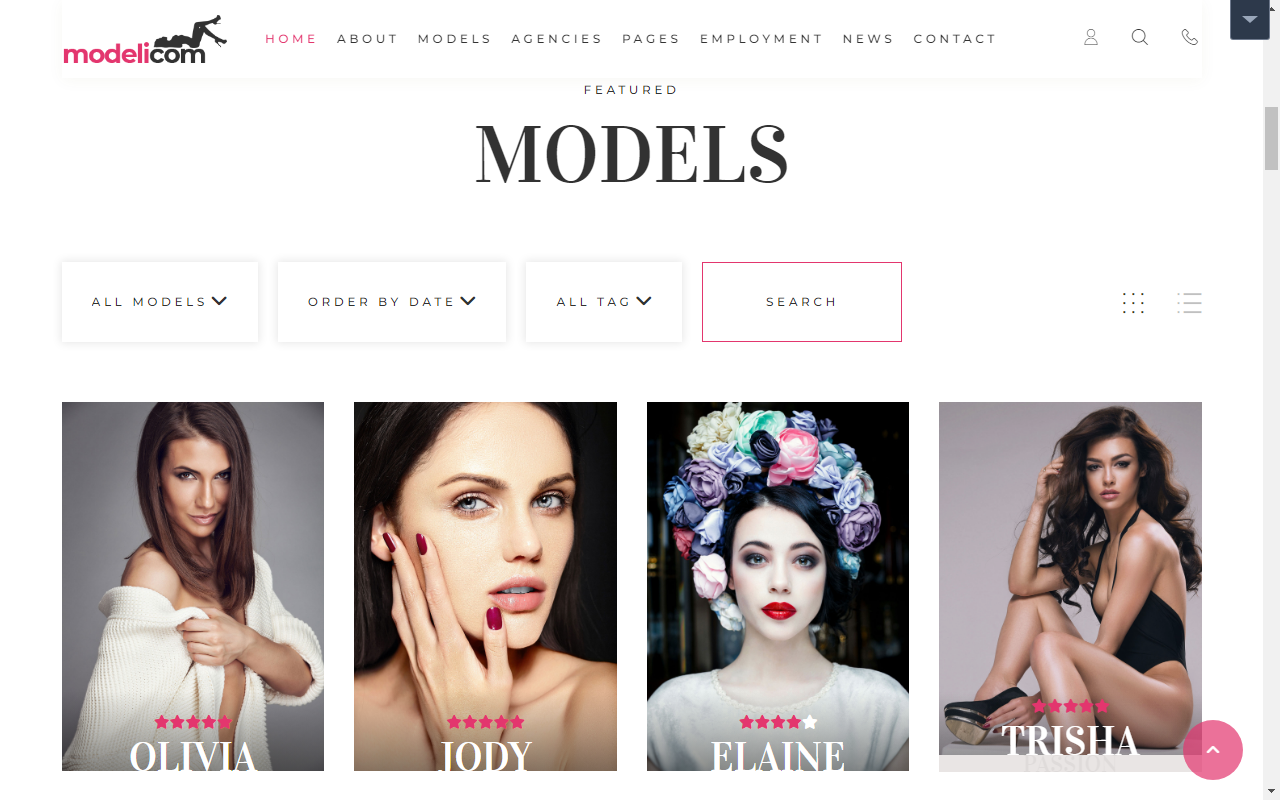 modelicom
HOME ABOUT MODELS AGENCIES PAGES EMPLOYMENT NEWS CONTACT
FEATURED
MODELS
ALL MODELS
ORDER BY DATE
ALL TAG
SEARCH
OLIVIA
JODY
ELAINE
TRISHA
PASSION